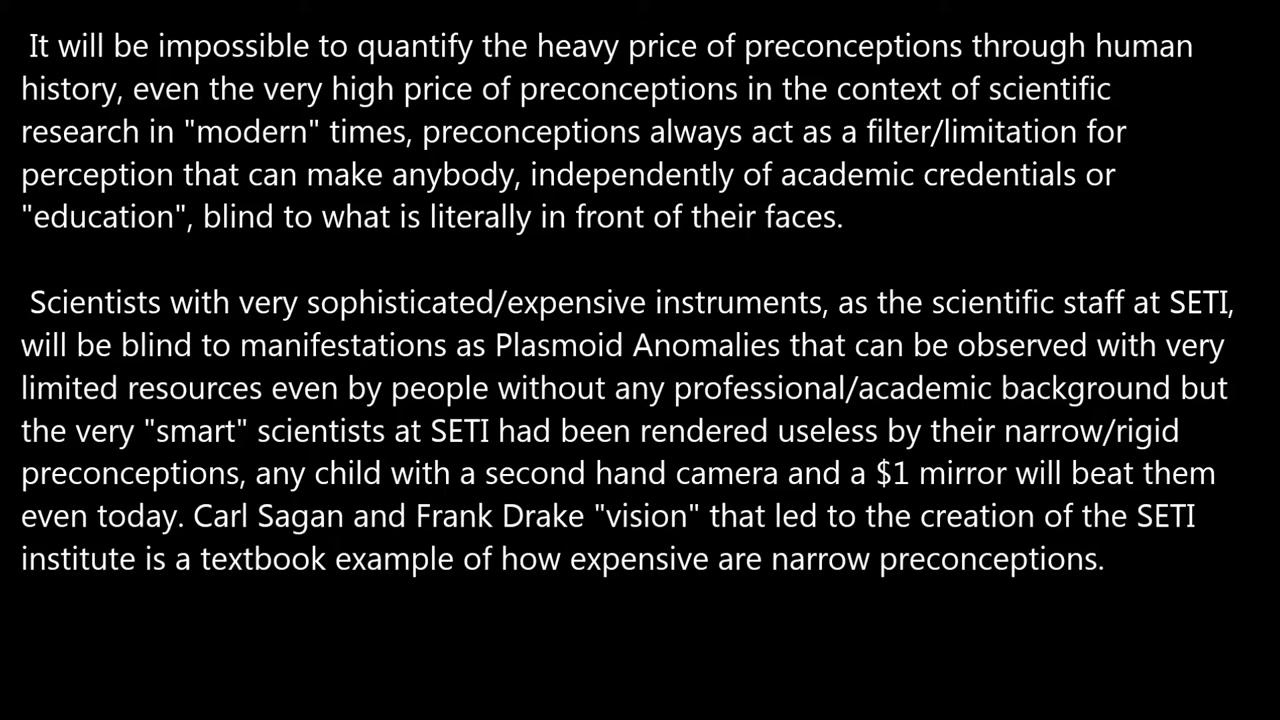 It will be impossible to quantify the heavy price of preconceptions through human
history, even the very high price of preconceptions in the context of scientific
research in "modern" times, preconceptions always act as a filter/limitation for
perception that can make anybody, independently of academic credentials or
"education", blind to what is literally in front of their faces.
Scientists with very sophisticated/expensive instruments, as the scientific staff at SETI,
will be blind to manifestations as Plasmoid Anomalies that can be observed with very
limited resources even by people without any professional/academic background but
the very "smart" scientists at SETI had been rendered useless by their narrow/rigid
preconceptions, any child with a second hand camera and a $1 mirror will beat them
even today. Carl Sagan and Frank Drake "vision" that led to the creation of the SETI
institute is a textbook example of how expensive are narrow preconceptions.